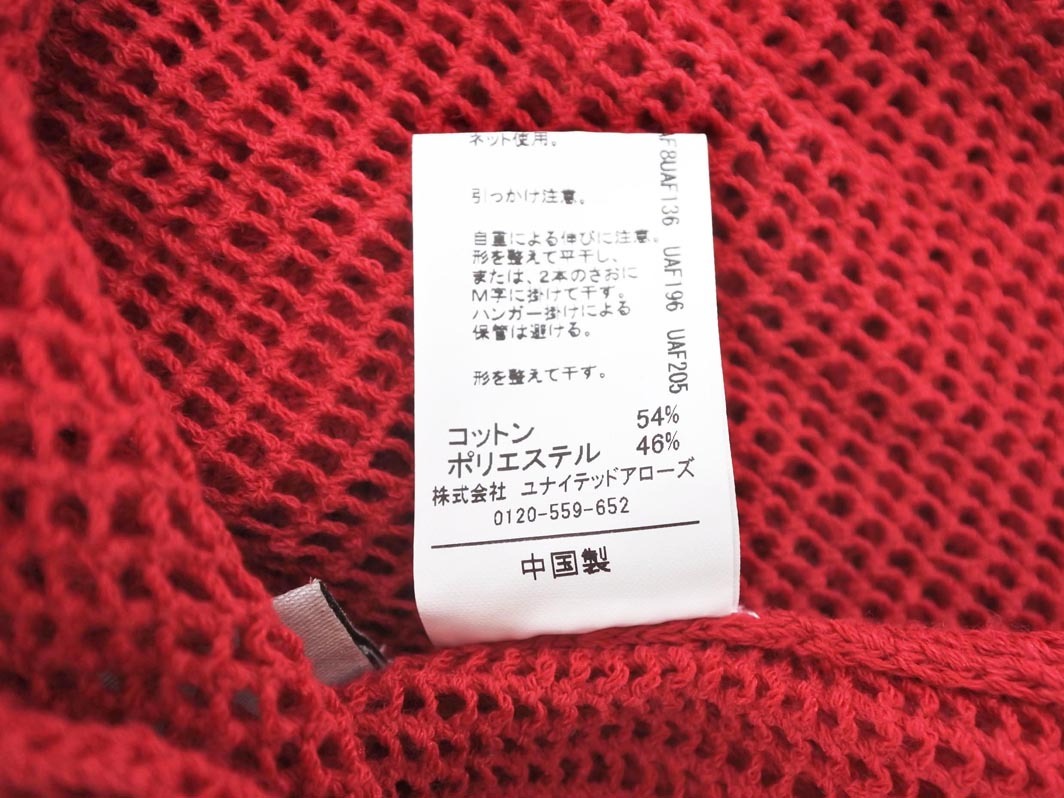 ネット使用。
引っかけ注意。
自重による伸びに注意。
形を整えて平干し、
または、2本のさおに
M字に掛けて干す。
ハンガー掛けによる
保管は避ける。
形を整えて干す。
コットン 54%
ポリエステル 46%
株式会社 ユナイテッドアローズ
0120-559-652
中国製
UAF136 UAF196 UAF205